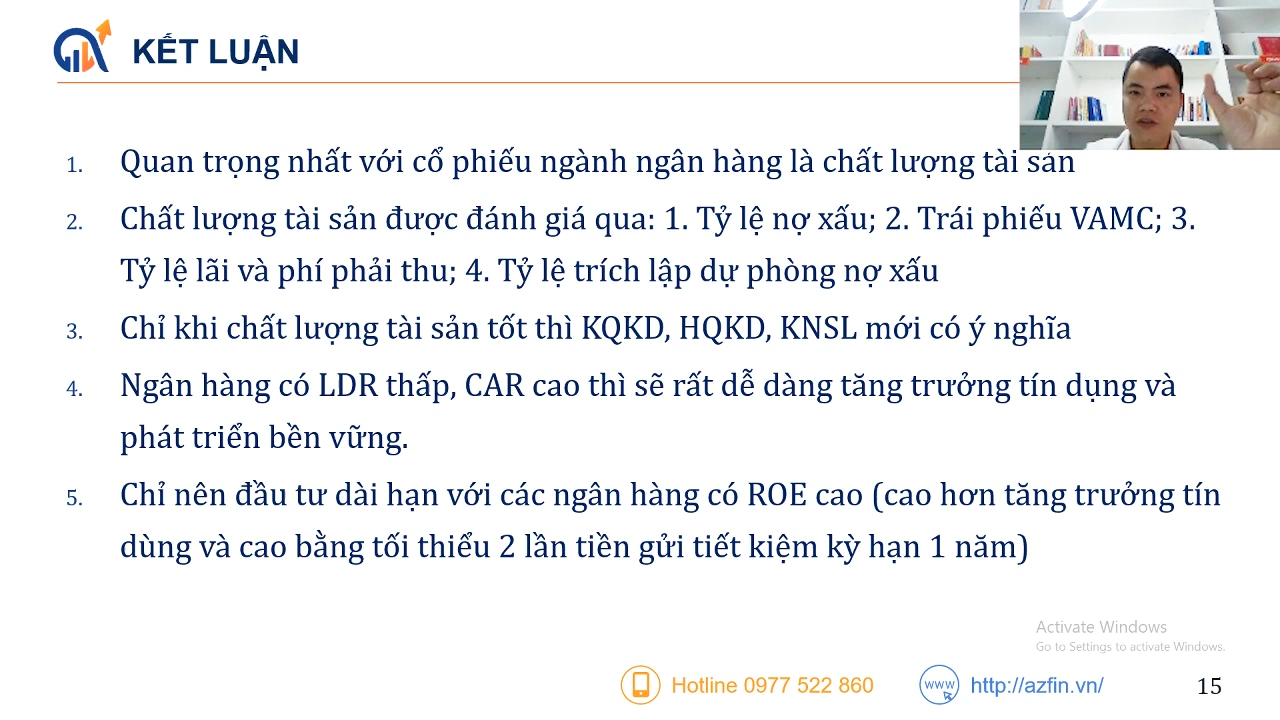 KẾT LUẬN
1. Quan trọng nhất với cổ phiếu ngành ngân hàng là chất lượng tài sản
2. Chất lượng tài sản được đánh giá qua: 1. Tỷ lệ nợ xấu; 2. Trái phiếu VAMC; 3.
Tỷ lệ lãi và phí phải thu; 4. Tỷ lệ trích lập dự phòng nợ xấu
3. Chỉ khi chất lượng tài sản tốt thì KQKD, HQKD, KNSL mới có ý nghĩa
4. Ngân hàng có LDR thấp, CAR cao thì sẽ rất dễ dàng tăng trưởng tín dụng và
phát triển bền vững.
5. Chỉ nên đầu tư dài hạn với các ngân hàng có ROE cao (cao hơn tăng trưởng tín
dùng và cao bằng tối thiểu 2 lần tiền gửi tiết kiệm kỳ hạn 1 năm)
Activate Windows
Go to Settings to activate Windows.
Hotline 0977 522 860
www
http://azfin.vn/
15